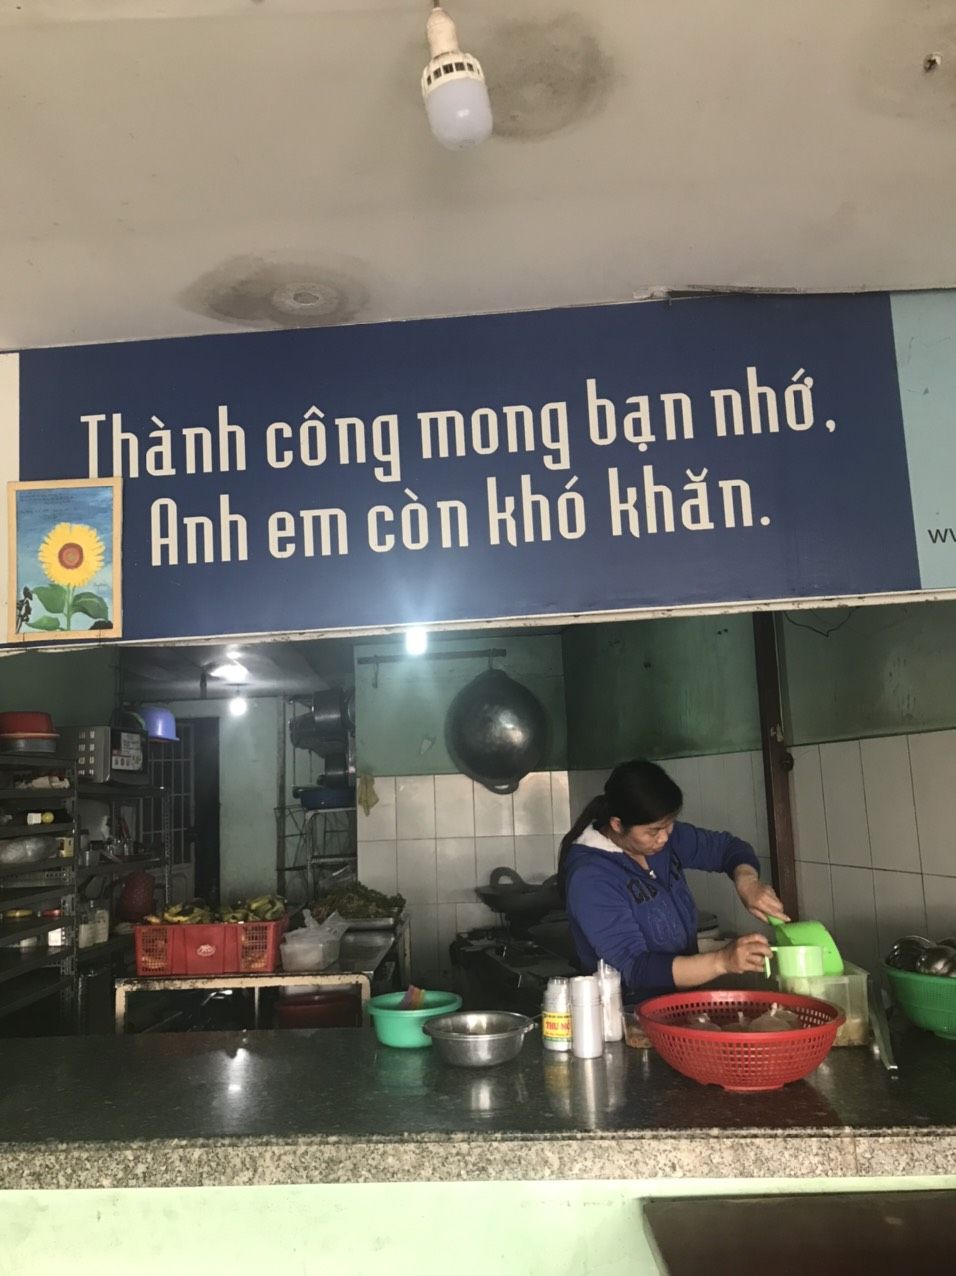 Thành công mong bạn nhớ,
Anh em còn khó khăn.